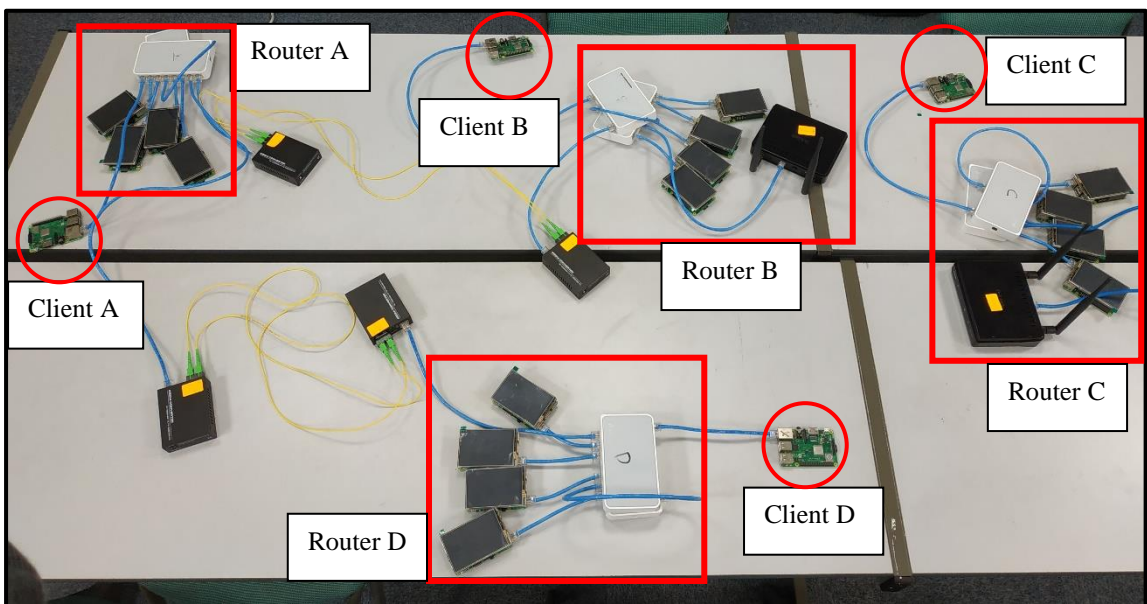 Router A
Client B
Client C
Router B
Client A
Router C
D
Router D
Client D